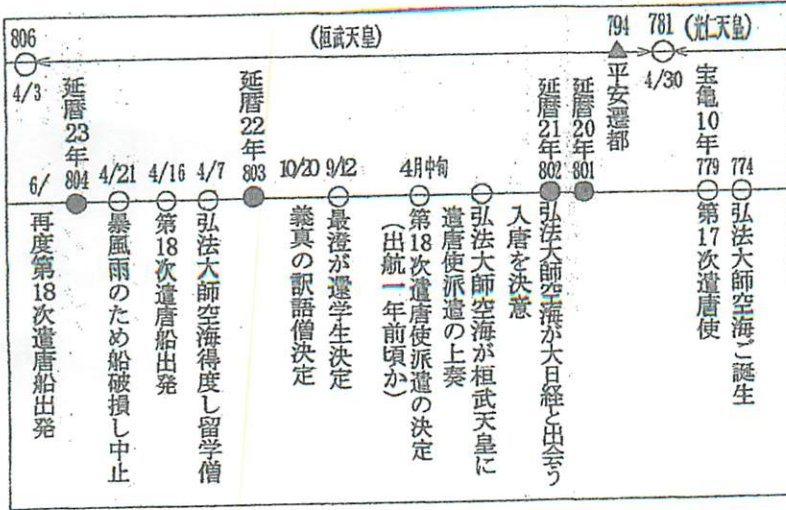 (光仁天皇)
781
4/30
794
平安遷都
(桓武天皇)
806
4/3
774
弘法大師空海ご誕生
宝亀10年
779
第17次遣唐使
延暦20年
801
延暦21年
802
弘法大師空海が大日経と出会う
入唐を決意
弘法大師空海が桓武天皇に
遣唐使派遣の上奏
4月中旬
第18次遣唐使派遣の決定
(出航一年前頃か)
9/12
最澄が還学生決定
10/20
義真の訳語僧決定
延暦22年
803
4/7
弘法大師空海得度し留学僧
4/16
第18次遣唐船出発
4/21
暴風雨のため船破損し中止
延暦23年
804
6/
再度第18次遣唐船出発